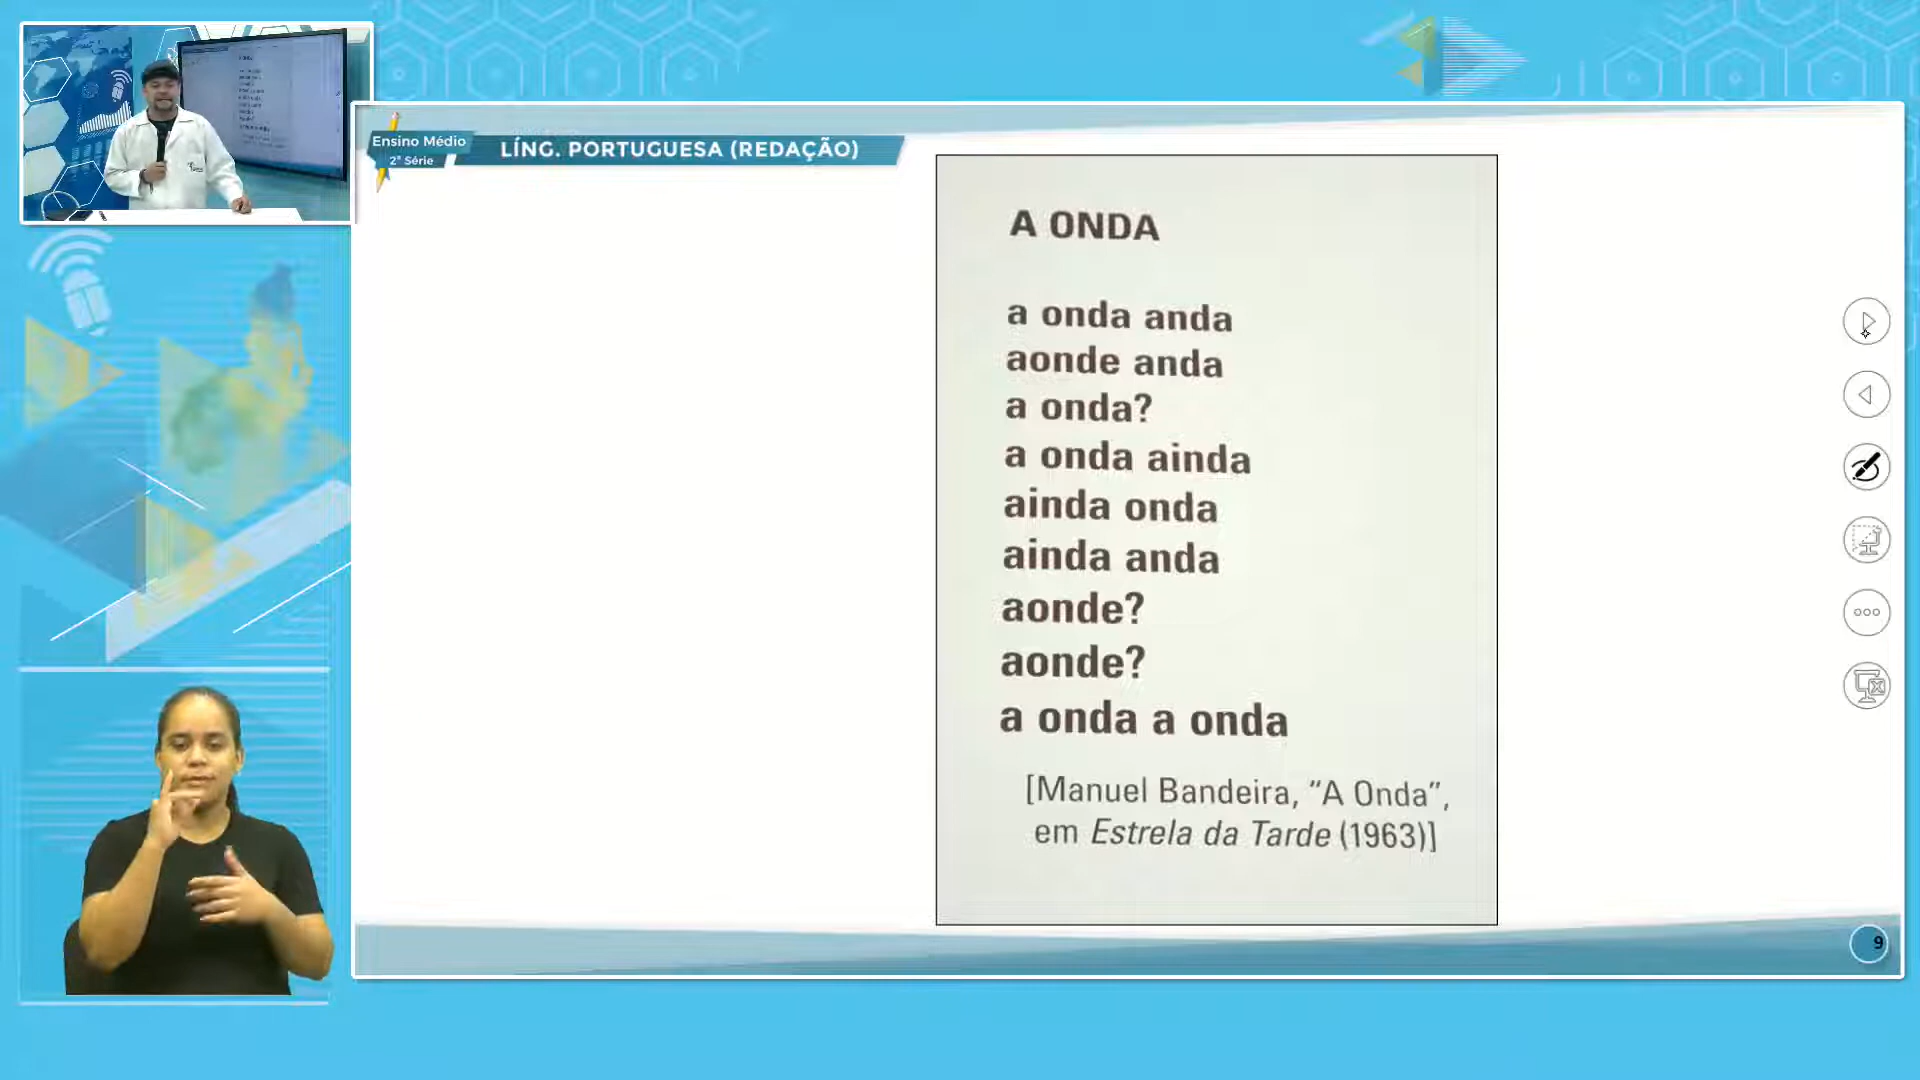 Ensino Médio
2ª Série
LÍNG. PORTUGUESA (REDAÇÃO)
A ONDA
a onda anda
aonde anda
a onda?
a onda ainda
ainda onda
ainda anda
aonde?
aonde?
a onda a onda
[Manuel Bandeira, “A Onda”,
em Estrela da Tarde (1963)]
9